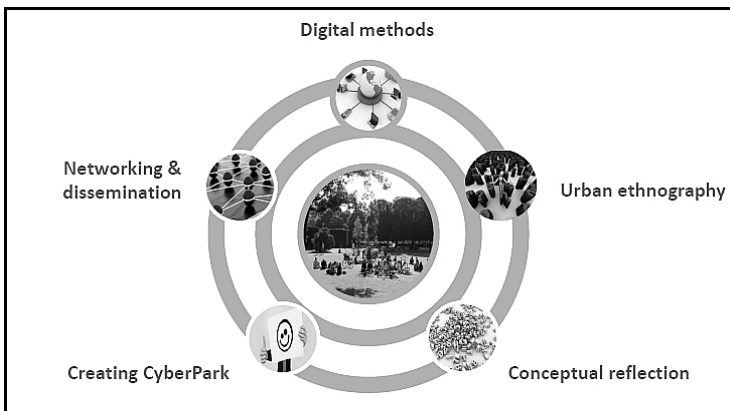 Digital methods
Networking &
dissemination
Urban ethnography
Creating CyberPark
Conceptual reflection